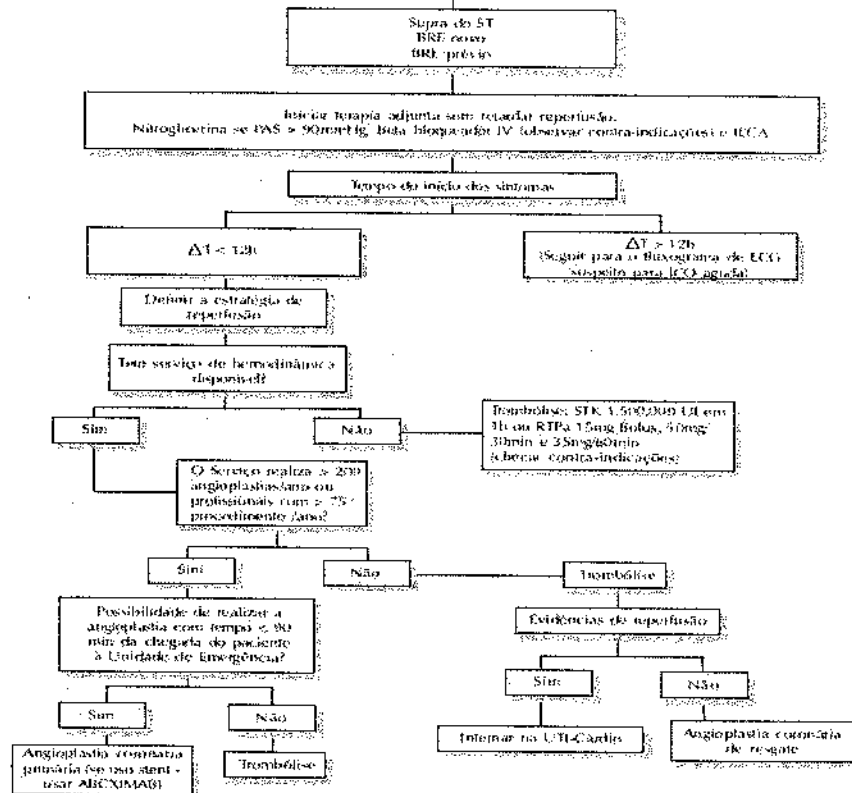 Supra do ST
BRE novo
BRE prévio
Iniciar terapia adjunta sem retardar reperfusão.
Nitroglicerina se PAS > 90mmHg Beta bloqueador IV (observar contra-indicações) e IECA
Tempo do início dos sintomas
ΔT < 12h
ΔT > 12h
(Seguir para o fluxograma de ECG
suspeito para ICO aguda)
Definir a estratégia de
reperfusão
Tem serviço de hemodinâmica
disponível?
Sim
Não
Trombólise: STK 1.500.000 UI em
1h ou RTPa 15mg Bolus, 50mg/
30min e 35mg/60min
(checar contra-indicações)
O Serviço realiza > 200
angioplastias/ano ou
profissionais com > 75
procedimento /ano?
Sim
Não
Trombólise
Possibilidade de realizar a
angioplastia com tempo < 90
min da chegada do paciente
à Unidade de Emergência?
Evidências de reperfusão
Sim
Não
Sim
Não
Internar na UTI-Cardio
Angioplastia coronária
de resgate
Angioplastia coronária
primária (se uso stent -
usar ABCXIMAB)
Trombólise